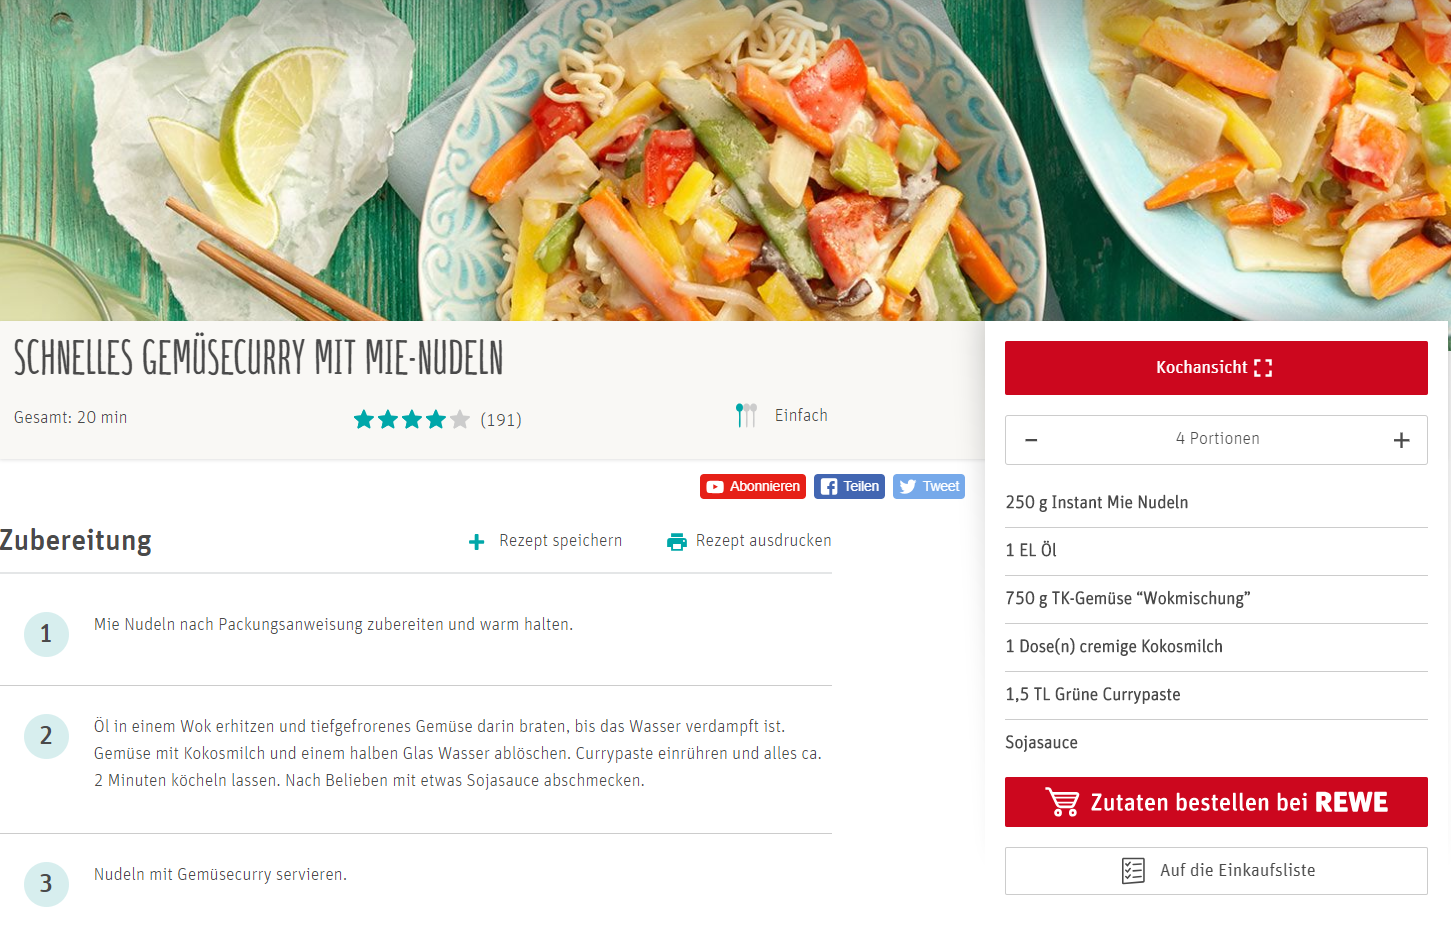 SCHNELLES GEMÜSECURRY MIT MIE-NUDELN
Gesamt: 20 min
(191)
Einfach
Abonnieren
Teilen
Tweet
Zubereitung
Rezept speichern
Rezept ausdrucken
1
Mie Nudeln nach Packungsanweisung zubereiten und warm halten.
2
Öl in einem Wok erhitzen und tiefgefrorenes Gemüse darin braten, bis das Wasser verdampft ist.
Gemüse mit Kokosmilch und einem halben Glas Wasser ablöschen. Currypaste einrühren und alles ca.
2 Minuten köcheln lassen. Nach Belieben mit etwas Sojasauce abschmecken.
3
Nudeln mit Gemüsecurry servieren.
Kochansicht
− 4 Portionen +
250 g Instant Mie Nudeln
1 EL Öl
750 g TK-Gemüse “Wokmischung”
1 Dose(n) cremige Kokosmilch
1,5 TL Grüne Currypaste
Sojasauce
Zutaten bestellen bei REWE
Auf die Einkaufsliste